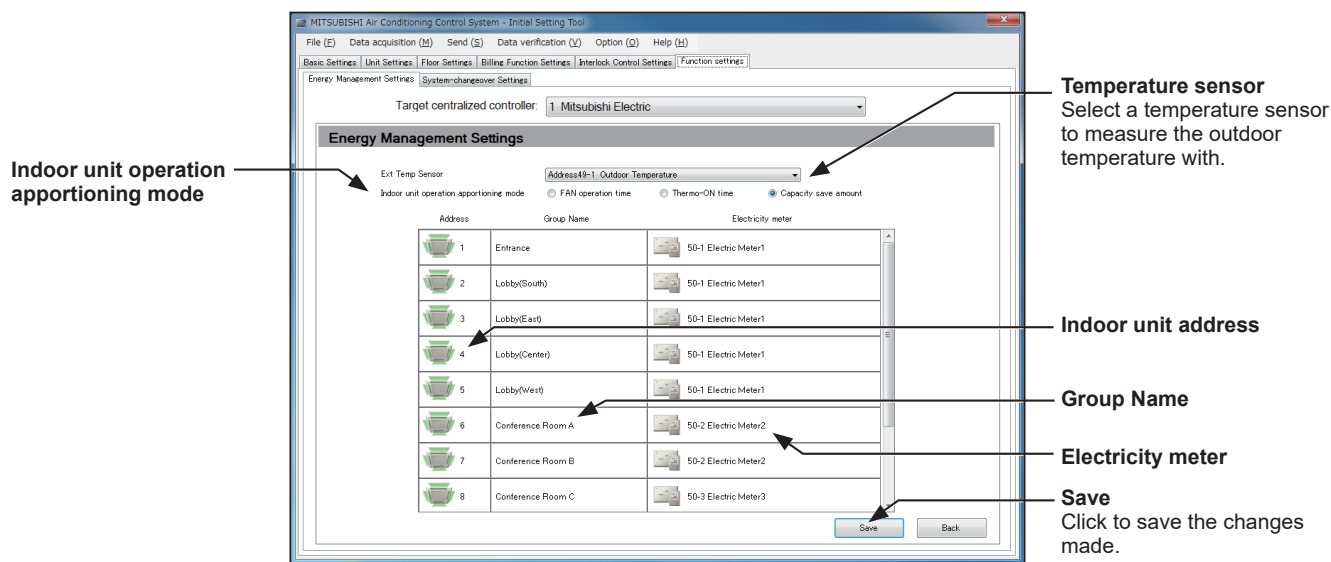 MITSUBISHI Air Conditioning Control System - Initial Setting Tool
File (F) Data acquisition (M) Send (S) Data verification (V) Option (O) Help (H)
Basic Settings Unit Settings Floor Settings Billing Function Settings Interlock Control Settings Function settings
Energy Management Settings System-changeover Settings
Target centralized controller: 1 Mitsubishi Electric
Energy Management Settings
Ext Temp Sensor Address49-1 Outdoor Temperature
Indoor unit operation apportioning mode FAN operation time Thermo-ON time Capacity save amount
Address Group Name Electricity meter
1 Entrance 50-1 Electric Meter1
2 Lobby(South) 50-1 Electric Meter1
3 Lobby(East) 50-1 Electric Meter1
4 Lobby(Center) 50-1 Electric Meter1
5 Lobby(West) 50-1 Electric Meter1
6 Conference Room A 50-2 Electric Meter2
7 Conference Room B 50-2 Electric Meter2
8 Conference Room C 50-3 Electric Meter3
Save Back
Indoor unit operation
apportioning mode
Temperature sensor
Select a temperature sensor
to measure the outdoor
temperature with.
Indoor unit address
Group Name
Electricity meter
Save
Click to save the changes
made.